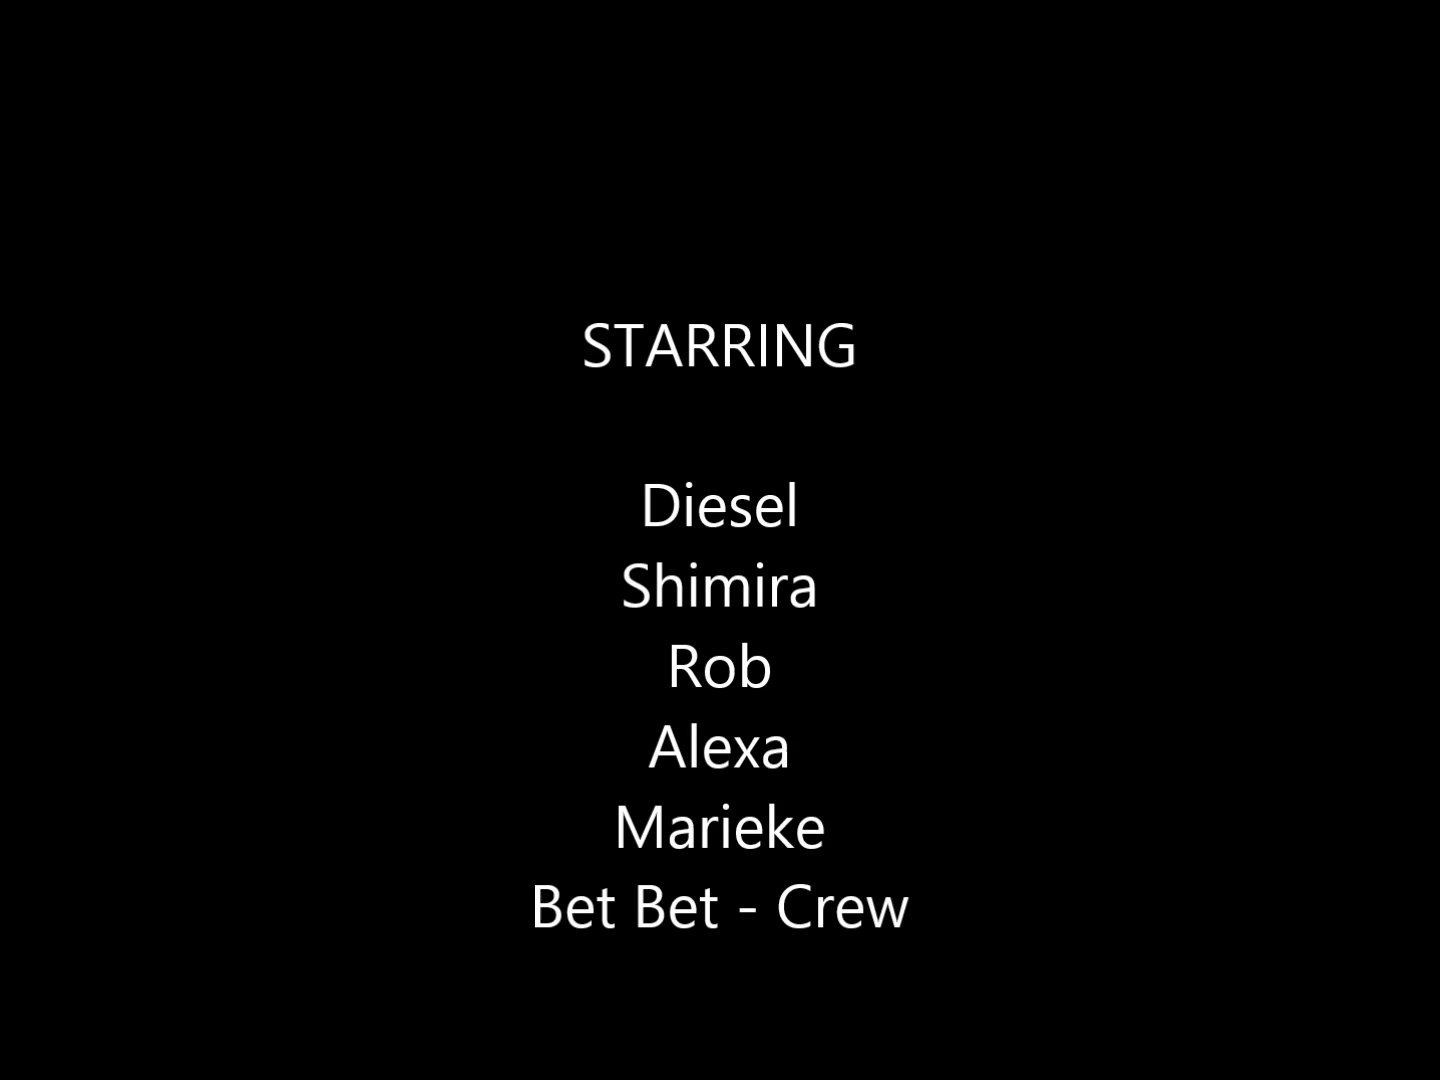 STARRING
Diesel
Shimira
Rob
Alexa
Marieke
Bet Bet - Crew